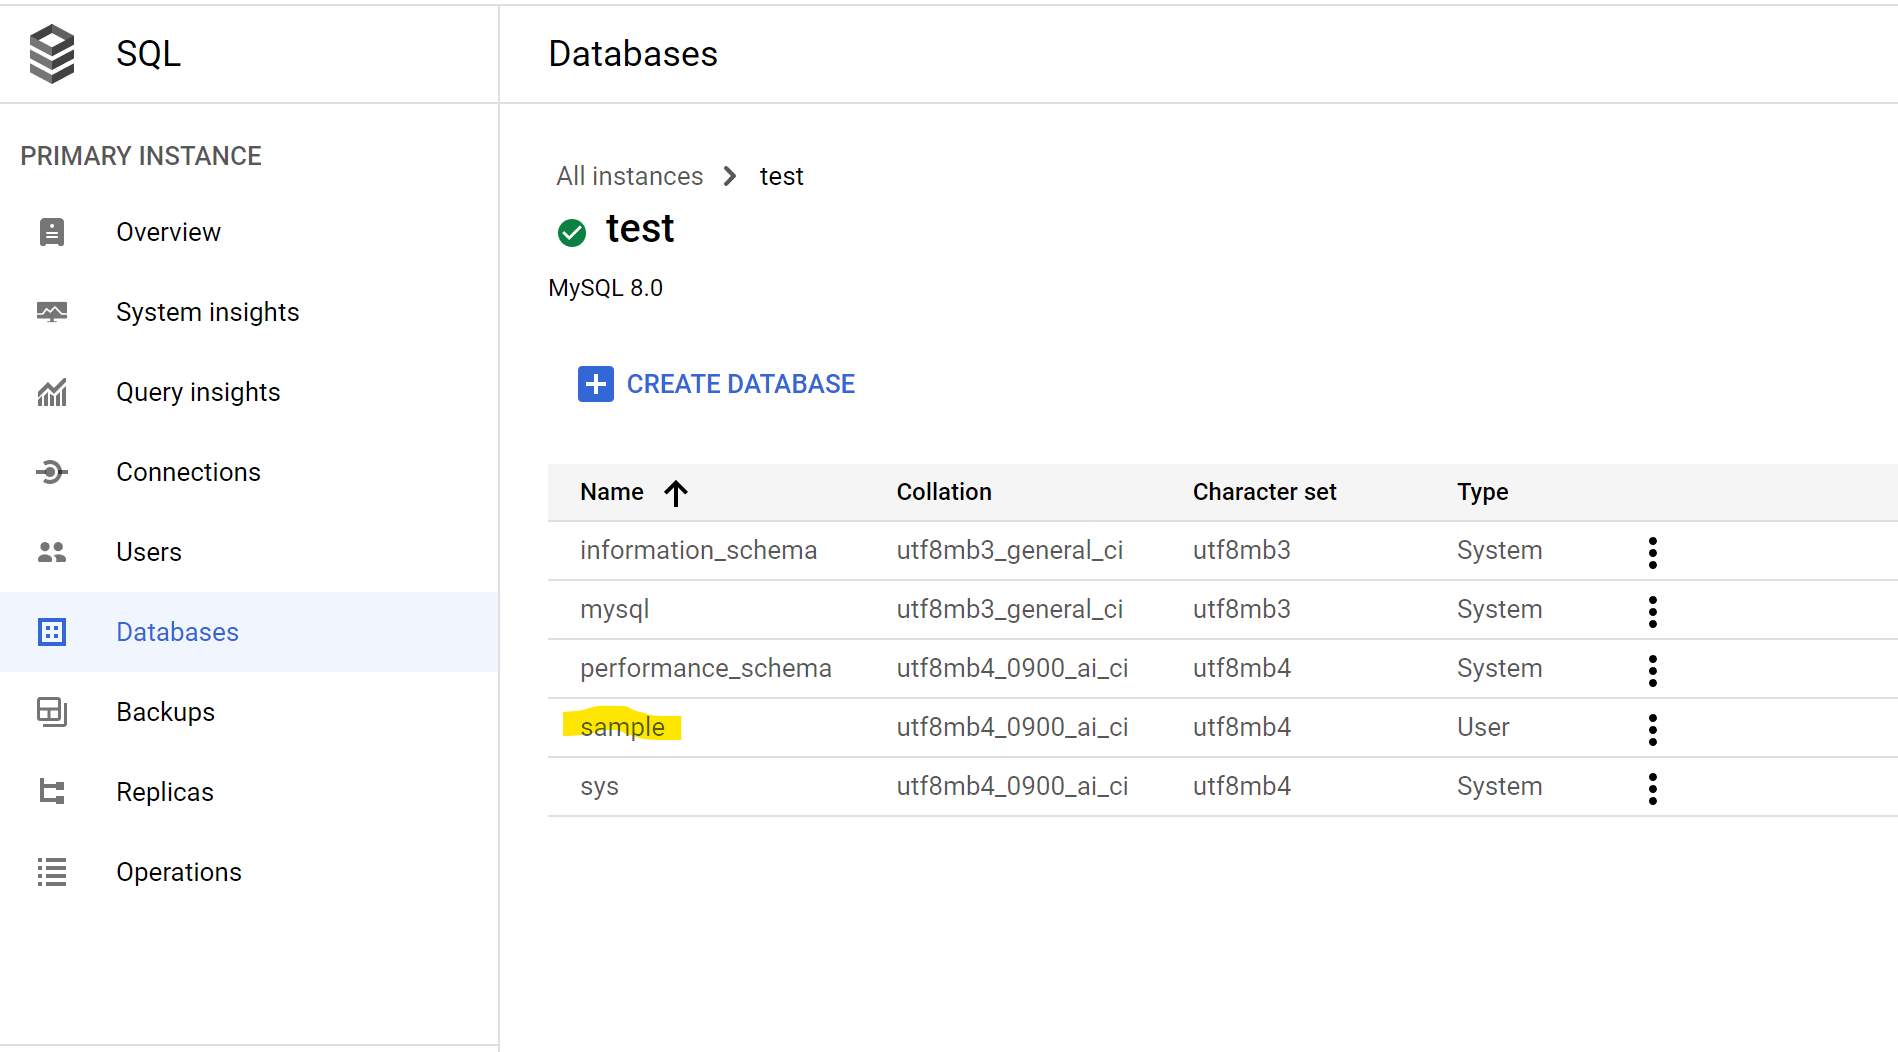 SQL
Databases
PRIMARY INSTANCE
Overview
System insights
Query insights
Connections
Users
Databases
Backups
Replicas
Operations
All instances > test
test
MySQL 8.0
CREATE DATABASE
Name Collation Character set Type
information_schema utf8mb3_general_ci utf8mb3 System
mysql utf8mb3_general_ci utf8mb3 System
performance_schema utf8mb4_0900_ai_ci utf8mb4 System
sample utf8mb4_0900_ai_ci utf8mb4 User
sys utf8mb4_0900_ai_ci utf8mb4 System